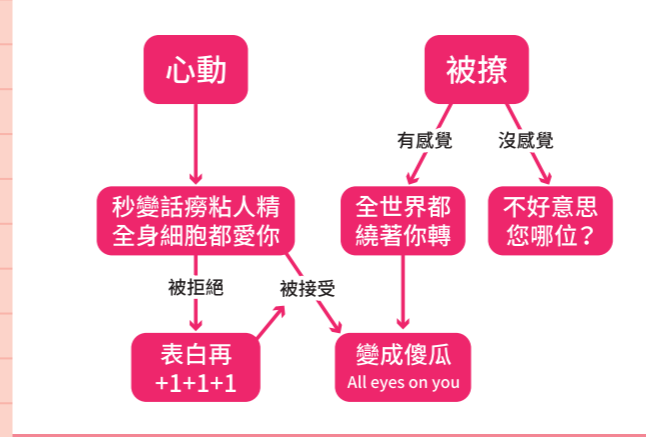 心動
被撩
有感覺
沒感覺
秒變話癆粘人精
全身細胞都愛你
全世界都
繞著你轉
不好意思
您哪位？
被拒絕
被接受
表白再
+1+1+1
變成傻瓜
All eyes on you